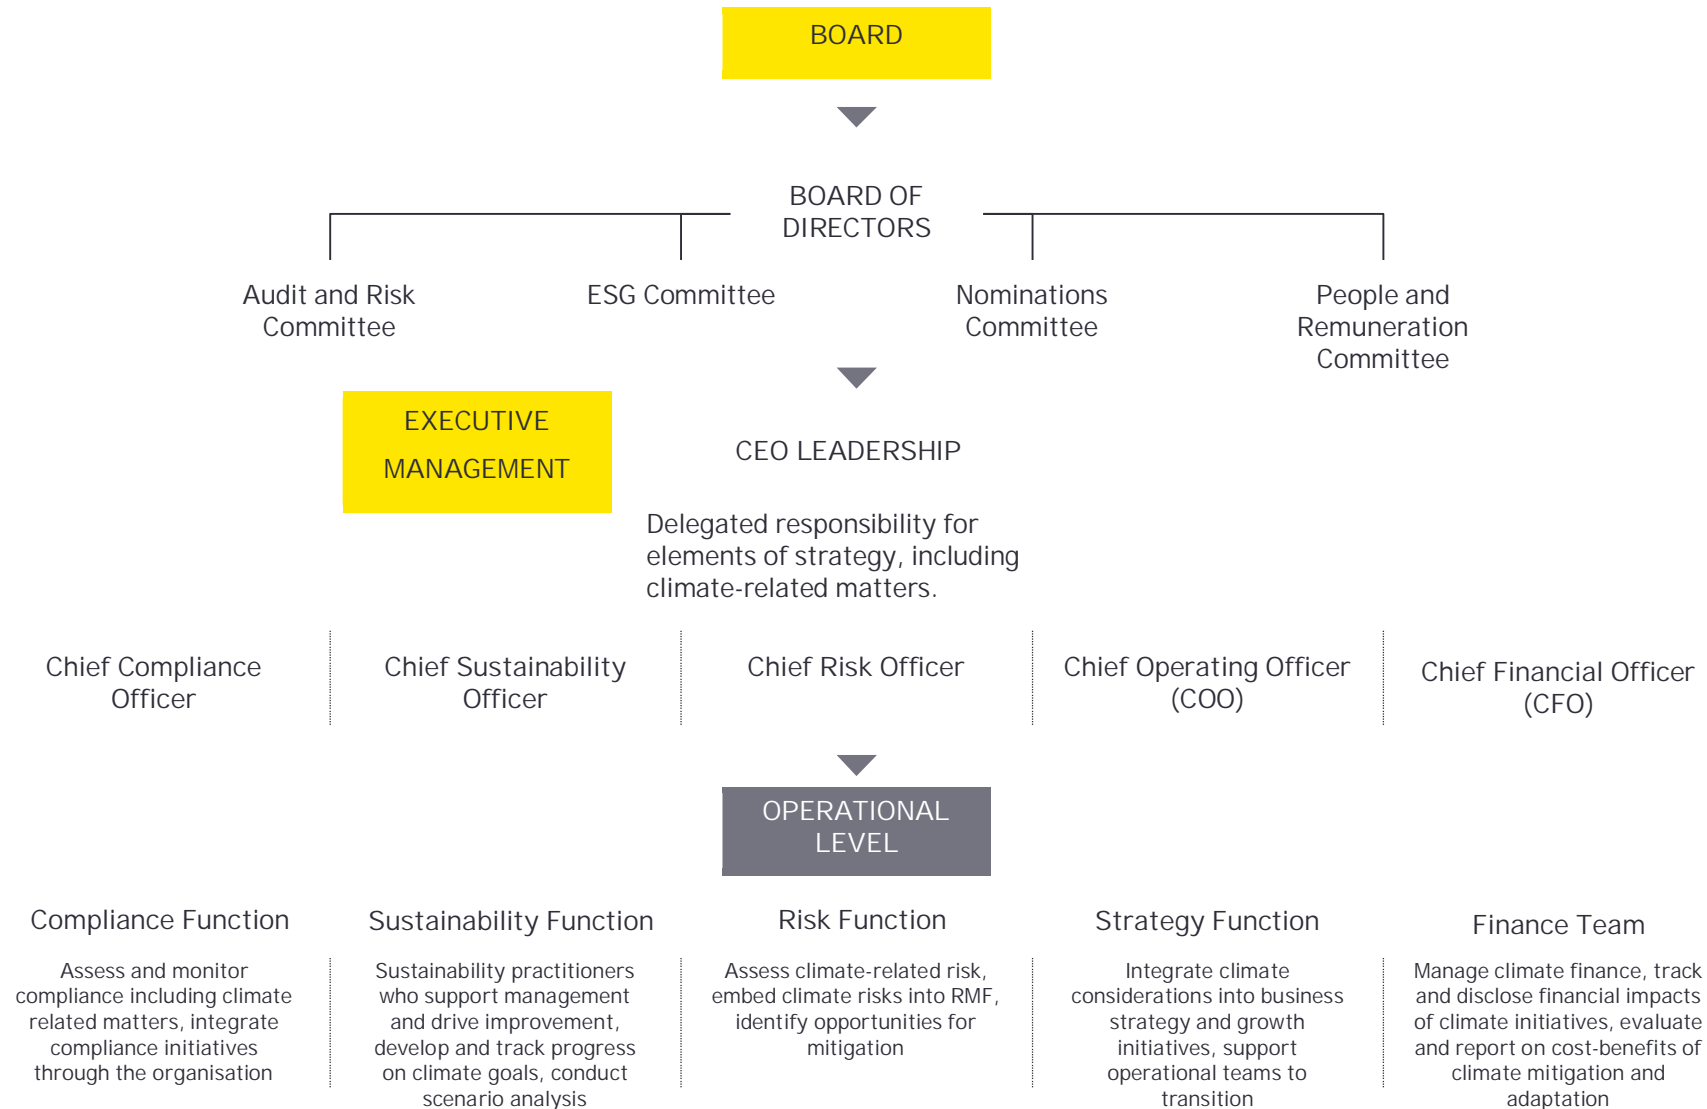 BOARD
BOARD OF
DIRECTORS
Audit and Risk
Committee
ESG Committee
Nominations
Committee
People and
Remuneration
Committee
EXECUTIVE
MANAGEMENT
CEO LEADERSHIP
Delegated responsibility for
elements of strategy, including
climate-related matters.
Chief Compliance
Officer
Chief Sustainability
Officer
Chief Risk Officer
Chief Operating Officer
(COO)
Chief Financial Officer
(CFO)
OPERATIONAL
LEVEL
Compliance Function
Assess and monitor
compliance including climate
related matters, integrate
compliance initiatives
through the organisation
Sustainability Function
Sustainability practitioners
who support management
and drive improvement,
develop and track progress
on climate goals, conduct
scenario analysis
Risk Function
Assess climate-related risk,
embed climate risks into RMF,
identify opportunities for
mitigation
Strategy Function
Integrate climate
considerations into business
strategy and growth
initiatives, support
operational teams to
transition
Finance Team
Manage climate finance, track
and disclose financial impacts
of climate initiatives, evaluate
and report on cost-benefits of
climate mitigation and
adaptation